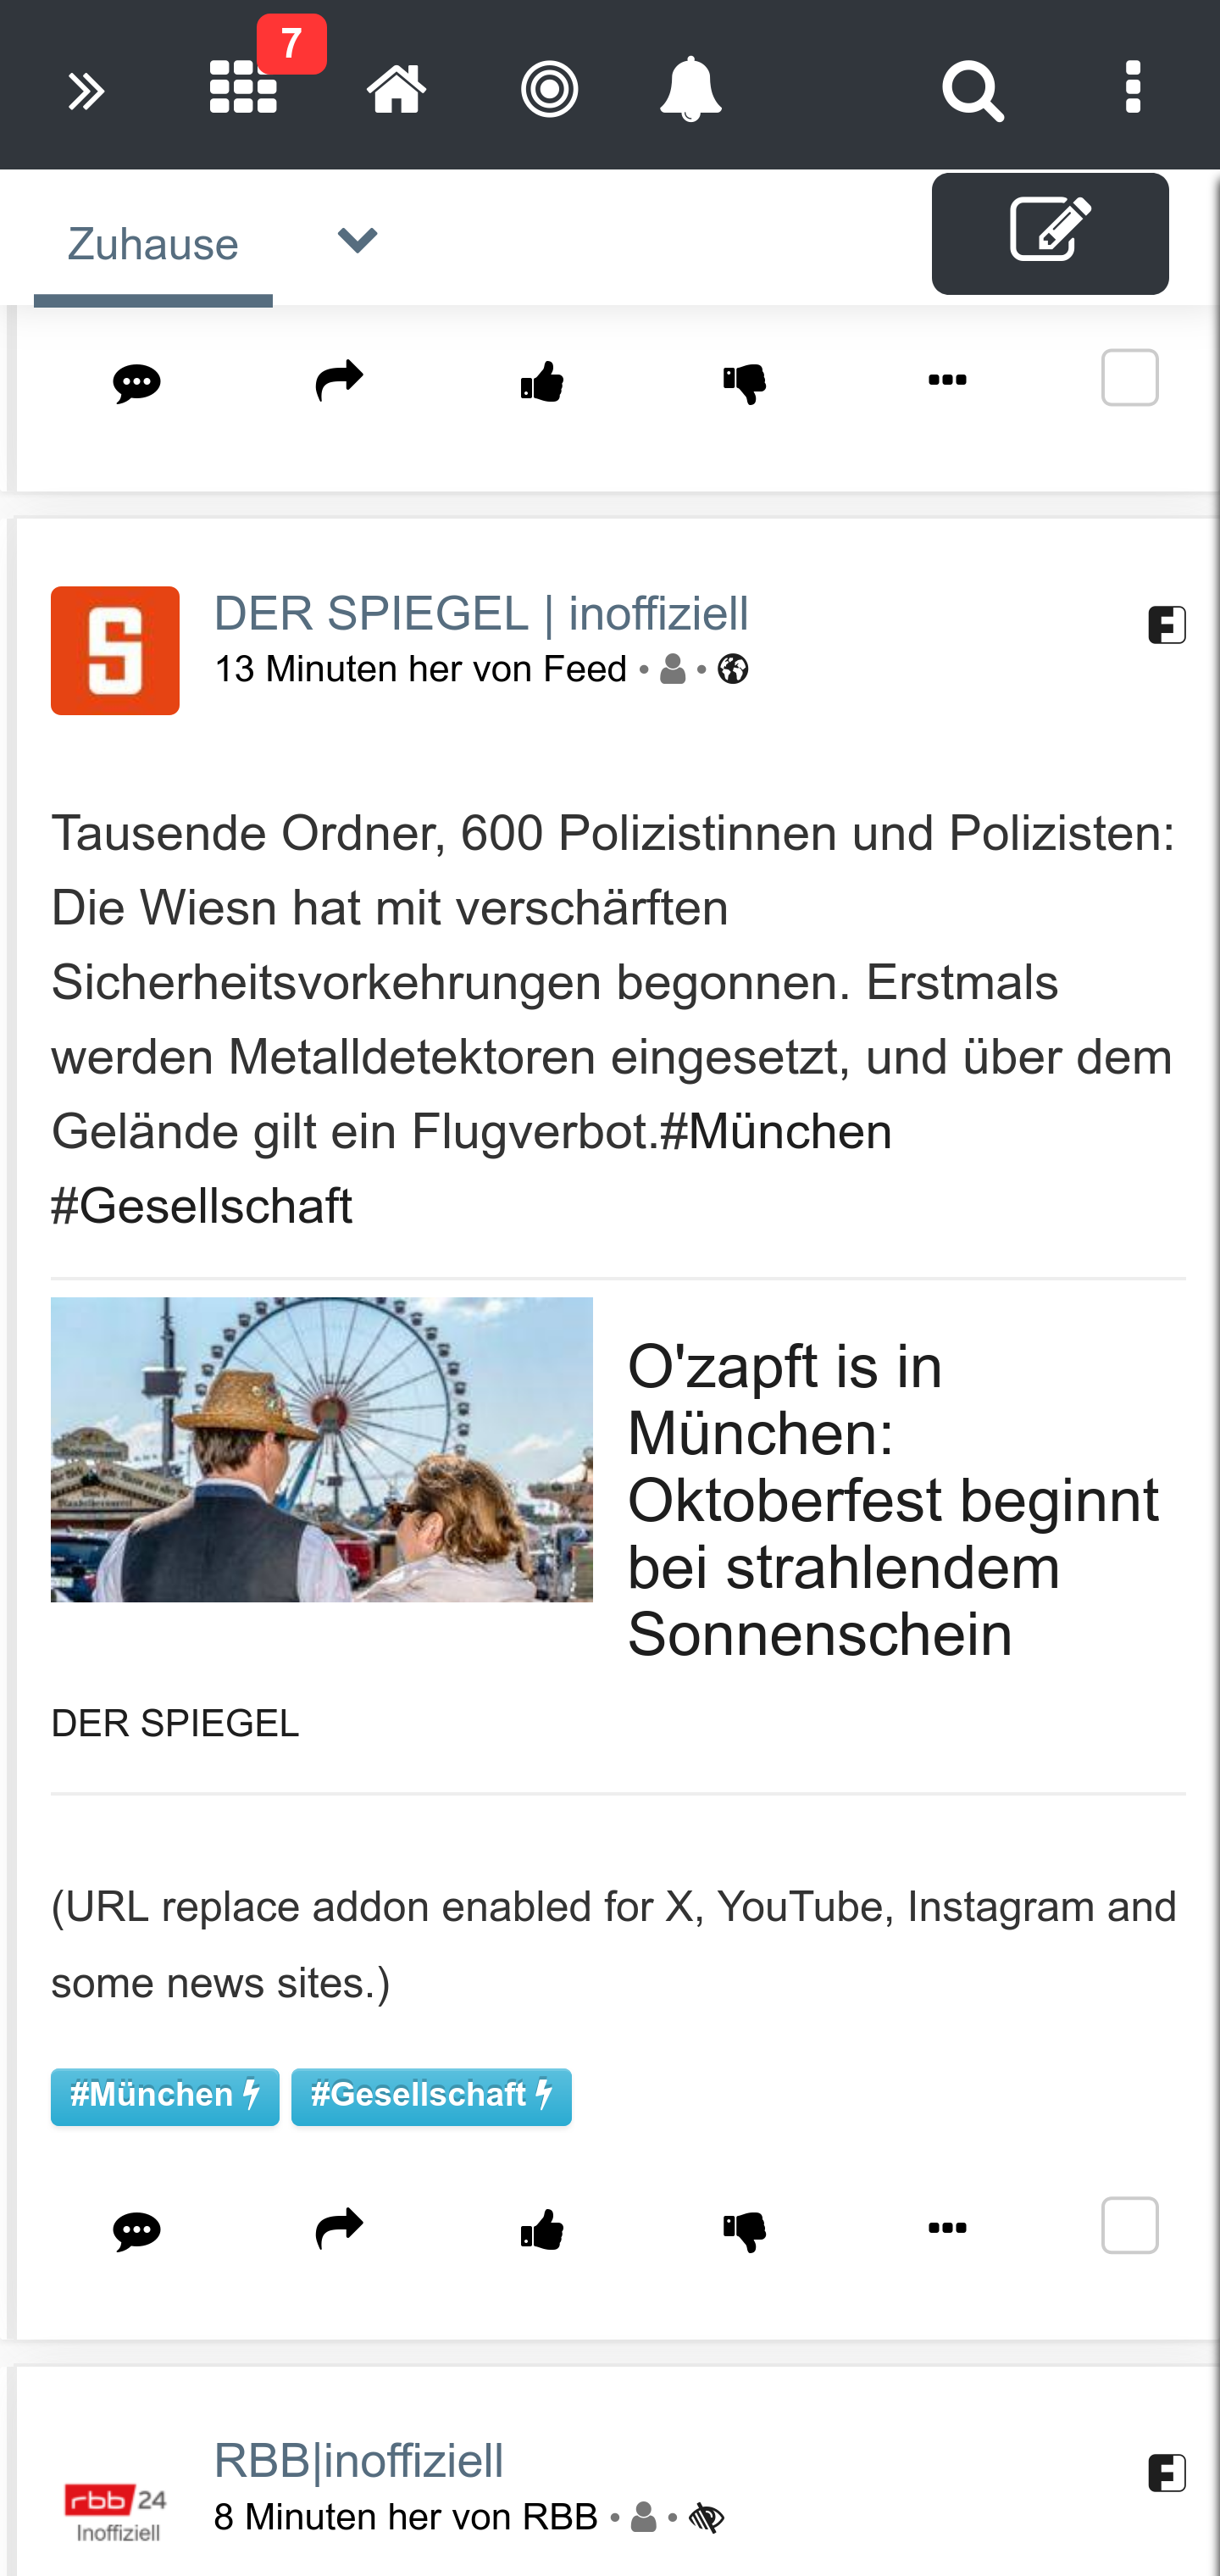 7
Zuhause
DER SPIEGEL | inoffiziell
13 Minuten her von Feed
Tausende Ordner, 600 Polizistinnen und Polizisten:
Die Wiesn hat mit verschärften
Sicherheitsvorkehrungen begonnen. Erstmals
werden Metalldetektoren eingesetzt, und über dem
Gelände gilt ein Flugverbot.#München
#Gesellschaft
O'zapft is in
München:
Oktoberfest beginnt
bei strahlendem
Sonnenschein
DER SPIEGEL
(URL replace addon enabled for X, YouTube, Instagram and
some news sites.)
#München #Gesellschaft
RBB|inoffiziell
rbb 24
Inoffiziell
8 Minuten her von RBB